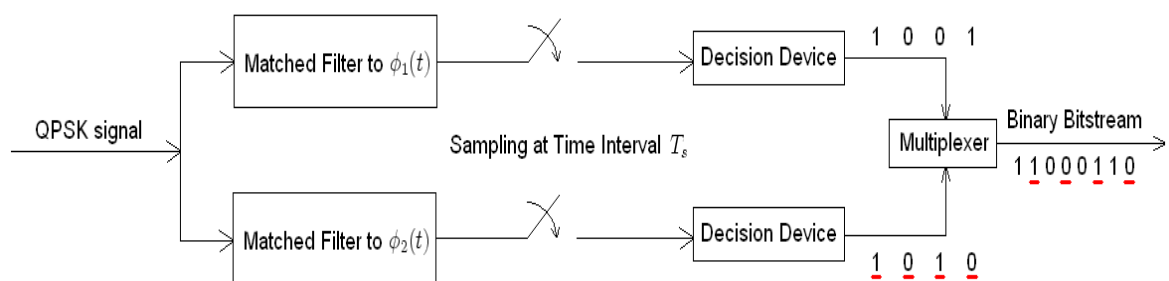 1 0 0 1
Matched Filter to ϕ₁(t)
Decision Device
QPSK signal
Sampling at Time Interval Tₛ
Multiplexer
Binary Bitstream
1 1 0 0 0 1 1 0
Matched Filter to ϕ₂(t)
Decision Device
1 0 1 0